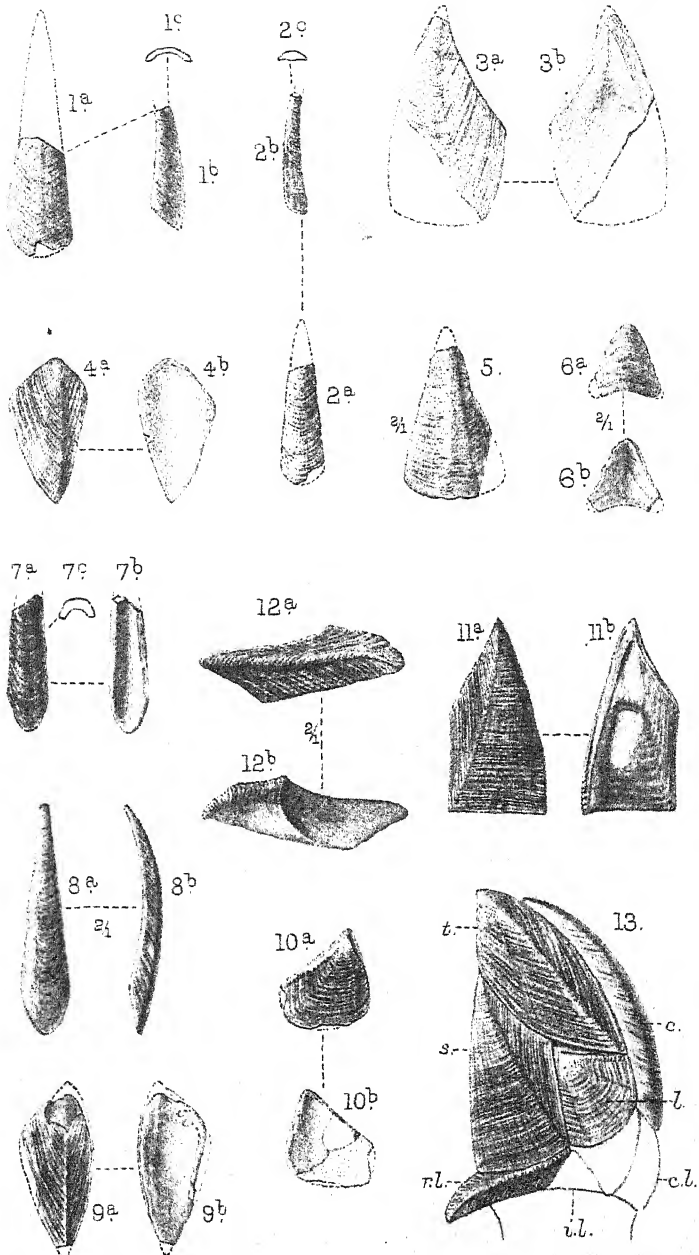 1c
2c
1a
3a
3b
2b
1b
4a
4b
2a
5.
2/1
6a
2/1
6b
7a
7c
7b
12a
11a
11b
2/1
12b
8a
8b
2/1
10a
t.
13.
c.
s.
l.
10b
r.l.
c.l.
9a
9b
i.l.